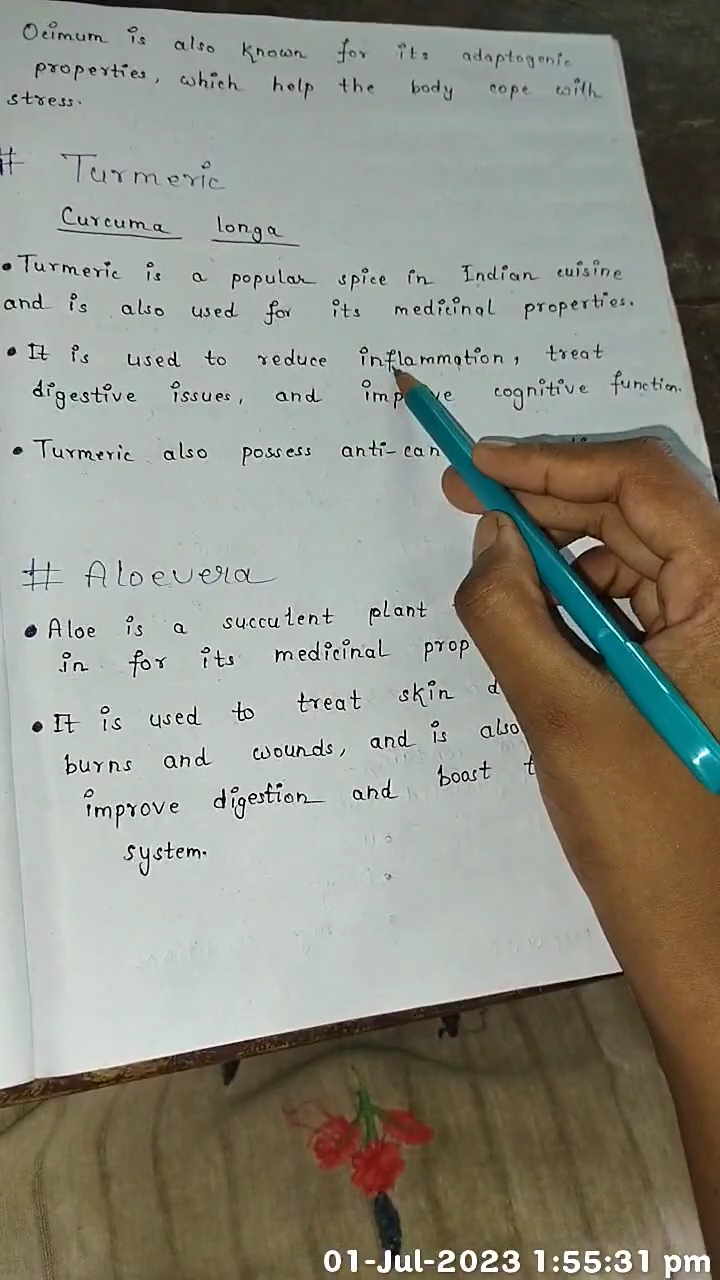 Ocimum is also known for its adaptogenic
properties, which help the body cope with
stress.
# Turmeric
Curcuma longa
• Turmeric is a popular spice in Indian cuisine
and is also used for its medicinal properties.
• It is used to reduce inflammation, treat
digestive issues, and cognitive function.
• Turmeric also possess anti-can
# Aloevera
• Aloe is a succulent plant
in for its medicinal prop
• It is used to treat skin d
burns and wounds, and is also
improve digestion and boast t
system.
01-Jul-2023 1:55:31 pm